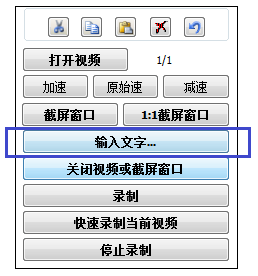 打开视频 1/1
加速 原始速 减速
截屏窗口 1:1截屏窗口
输入文字...
关闭视频或截屏窗口
录制
快速录制当前视频
停止录制